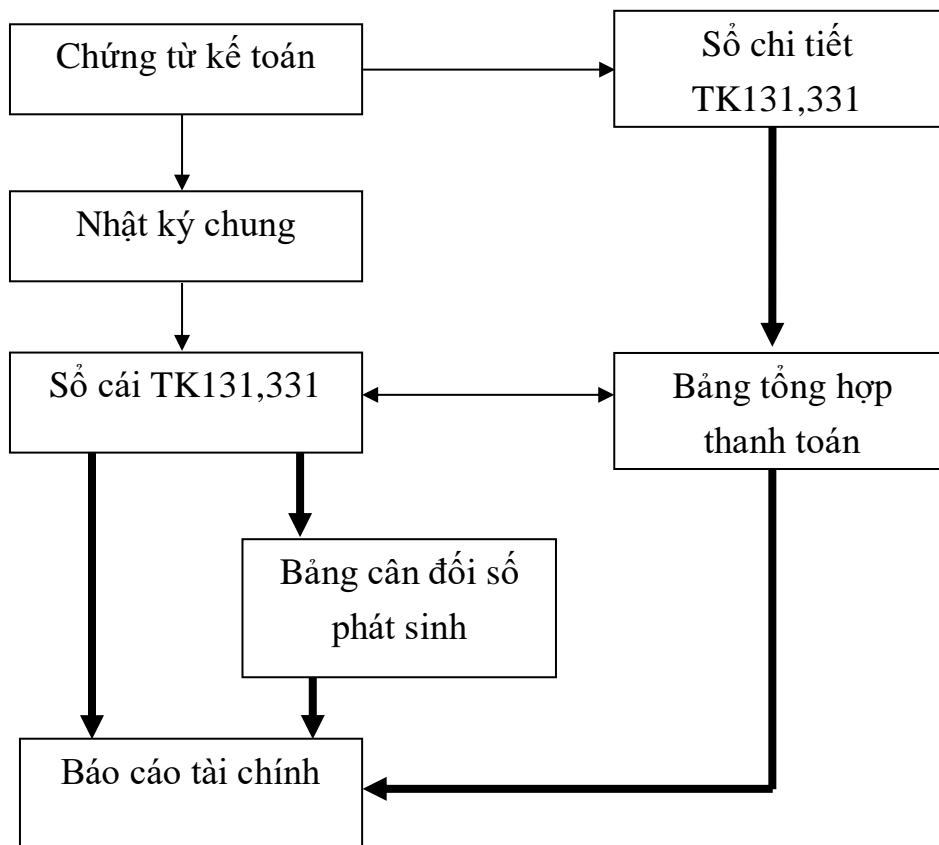 Chứng từ kế toán
Sổ chi tiết
TK131,331
Nhật ký chung
Sổ cái TK131,331
Bảng tổng hợp
thanh toán
Bảng cân đối số
phát sinh
Báo cáo tài chính